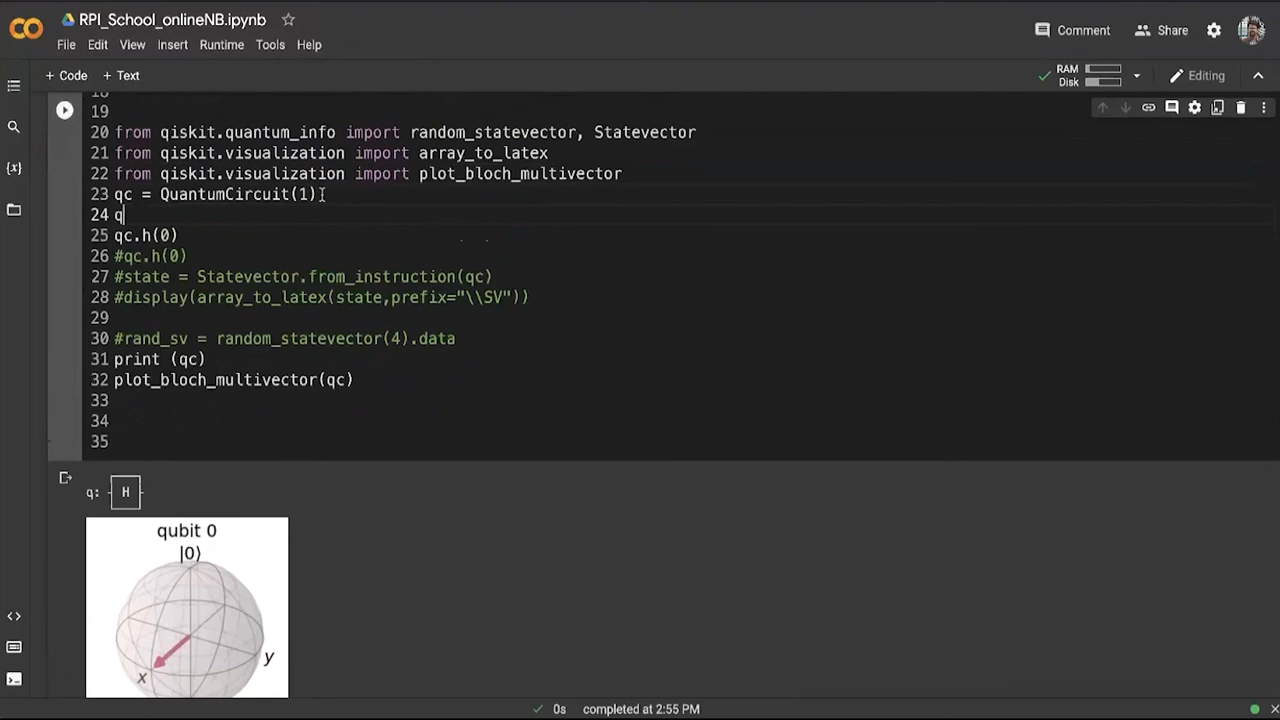 RPI_School_onlineNB.ipynb
File Edit View Insert Runtime Tools Help
Comment Share
+ Code + Text
RAM
Disk
Editing
19
20 from qiskit.quantum_info import random_statevector, Statevector
21 from qiskit.visualization import array_to_latex
22 from qiskit.visualization import plot_bloch_multivector
23 qc = QuantumCircuit(1)
24 q
25 qc.h(0)
26 #qc.h(0)
27 #state = Statevector.from_instruction(qc)
28 #display(array_to_latex(state,prefix="\\SV"))
29
30 #rand_sv = random_statevector(4).data
31 print (qc)
32 plot_bloch_multivector(qc)
33
34
35
q: H
qubit 0
|0⟩
y
x
0s completed at 2:55 PM